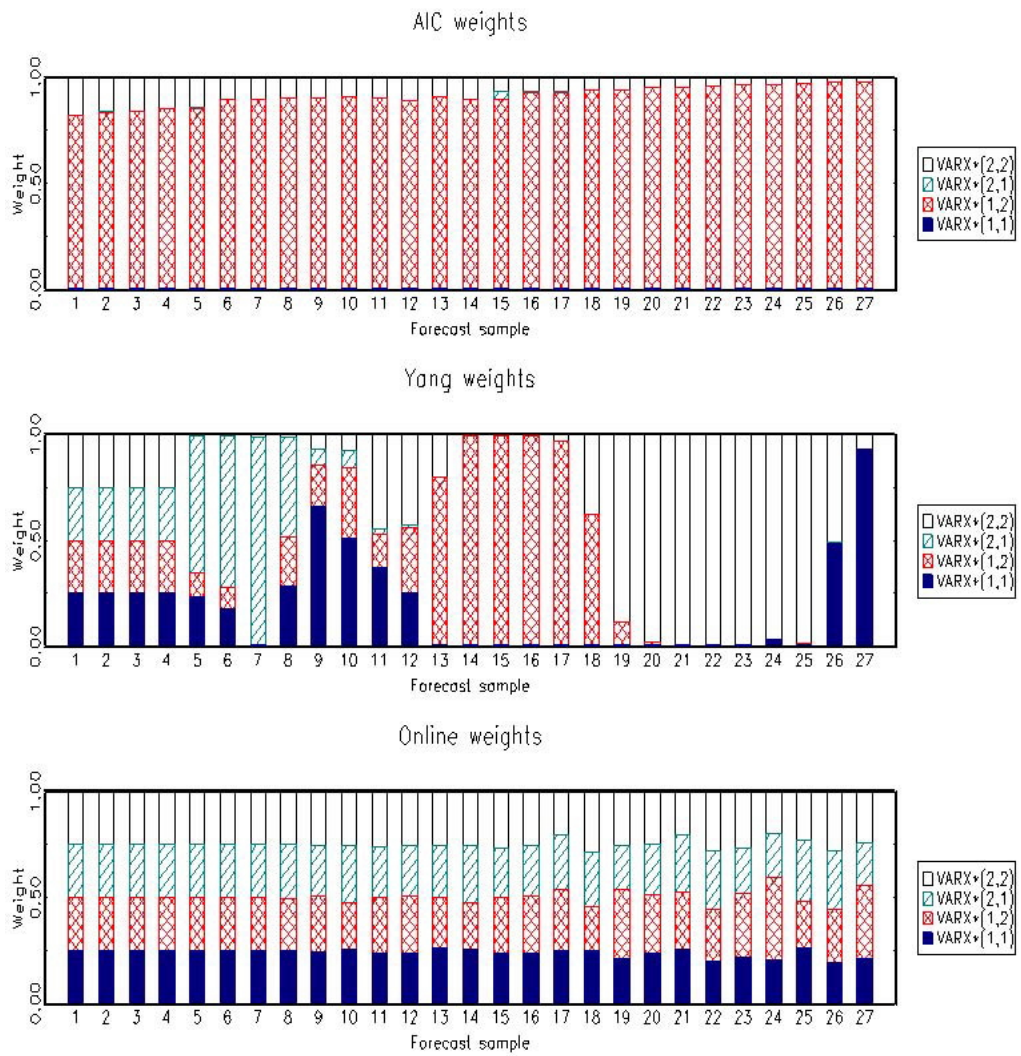 AIC weights
1.00
0.50
0.00
Weight
1 2 3 4 5 6 7 8 9 10 11 12 13 14 15 16 17 18 19 20 21 22 23 24 25 26 27
Forecast sample
VARX*(2,2)
VARX*(2,1)
VARX*(1,2)
VARX*(1,1)
Yang weights
1.00
0.50
0.00
Weight
1 2 3 4 5 6 7 8 9 10 11 12 13 14 15 16 17 18 19 20 21 22 23 24 25 26 27
Forecast sample
VARX*(2,2)
VARX*(2,1)
VARX*(1,2)
VARX*(1,1)
Online weights
1.00
0.50
0.00
Weight
1 2 3 4 5 6 7 8 9 10 11 12 13 14 15 16 17 18 19 20 21 22 23 24 25 26 27
Forecast sample
VARX*(2,2)
VARX*(2,1)
VARX*(1,2)
VARX*(1,1)